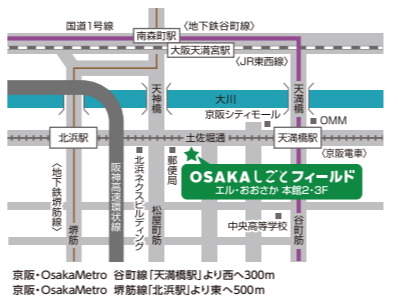 国道1号線
〈地下鉄谷町線〉
南森町駅
大阪天満宮駅
〈JR東西線〉
天神橋
大川
天満橋
京阪シティモール
OMM
北浜駅
土佐堀通
天満橋駅
〈京阪電車〉
〈地下鉄堺筋線〉
堺筋
阪神高速環状線
北浜ネクスビルディング
郵便局
松屋町筋
OSAKAしごとフィールド
エル・おおさか 本館2・3F
中央高等学校
谷町筋
京阪・OsakaMetro 谷町線「天満橋駅」より西へ300m
京阪・OsakaMetro 堺筋線「北浜駅」より東へ500m